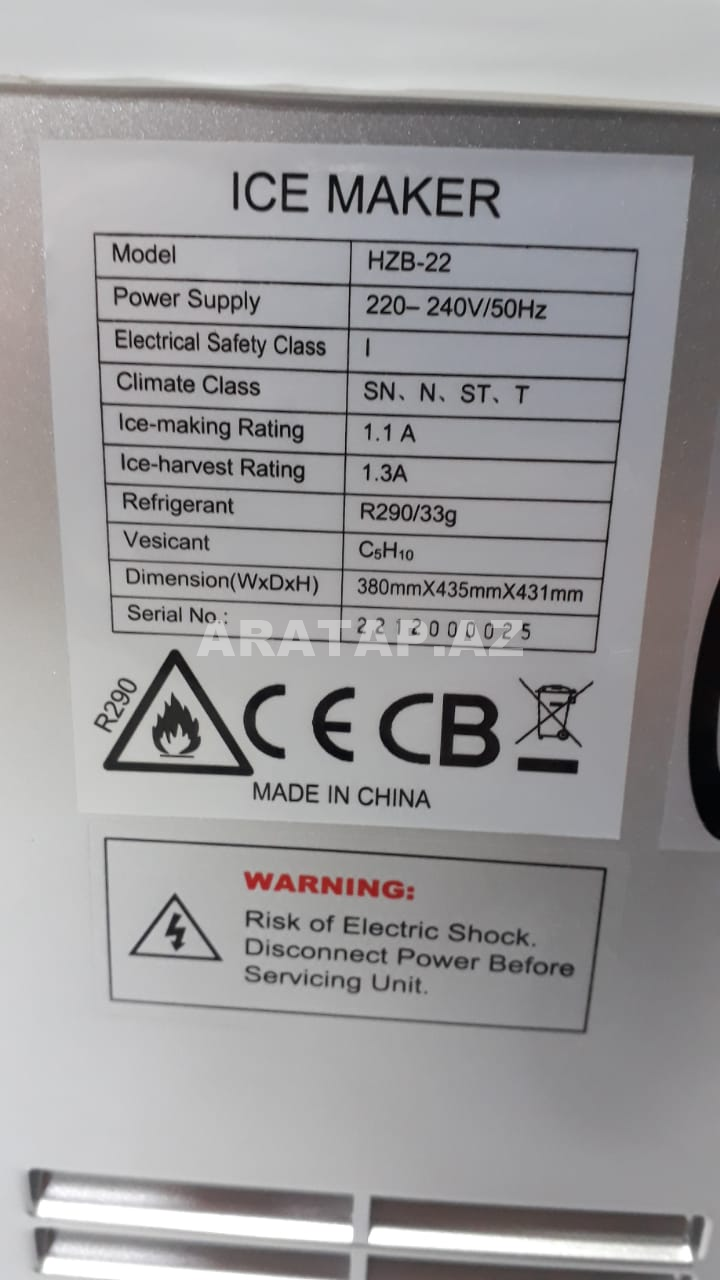 ICE MAKER
Model HZB-22
Power Supply 220– 240V/50Hz
Electrical Safety Class I
Climate Class SN、N、ST、T
Ice-making Rating 1.1 A
Ice-harvest Rating 1.3A
Refrigerant R290/33g
Vesicant C₅H₁₀
Dimension(WxDxH) 380mmX435mmX431mm
Serial No.: 2212000025
ARATAP.AZ
R290
CE CB
MADE IN CHINA
WARNING:
Risk of Electric Shock.
Disconnect Power Before
Servicing Unit.